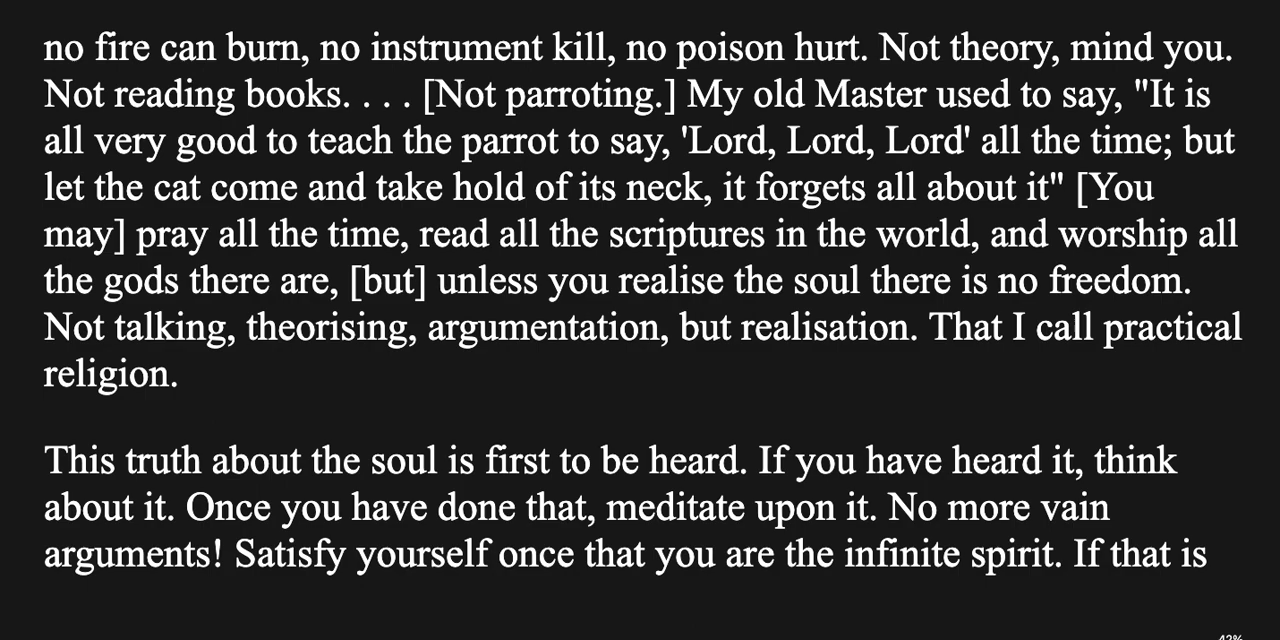 no fire can burn, no instrument kill, no poison hurt. Not theory, mind you.
Not reading books. . . . [Not parroting.] My old Master used to say, "It is
all very good to teach the parrot to say, 'Lord, Lord, Lord' all the time; but
let the cat come and take hold of its neck, it forgets all about it" [You
may] pray all the time, read all the scriptures in the world, and worship all
the gods there are, [but] unless you realise the soul there is no freedom.
Not talking, theorising, argumentation, but realisation. That I call practical
religion.
This truth about the soul is first to be heard. If you have heard it, think
about it. Once you have done that, meditate upon it. No more vain
arguments! Satisfy yourself once that you are the infinite spirit. If that is